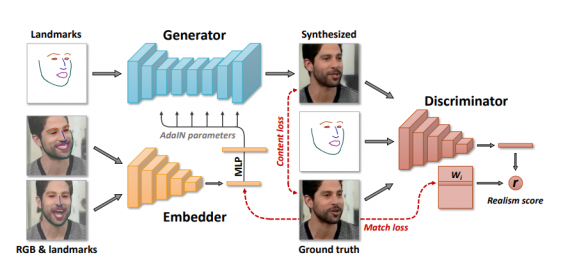 Landmarks
Generator
Synthesized
Discriminator
AdaIN parameters
Content loss
MLP
Embedder
W_i
r
Realism score
Match loss
RGB & landmarks
Ground truth